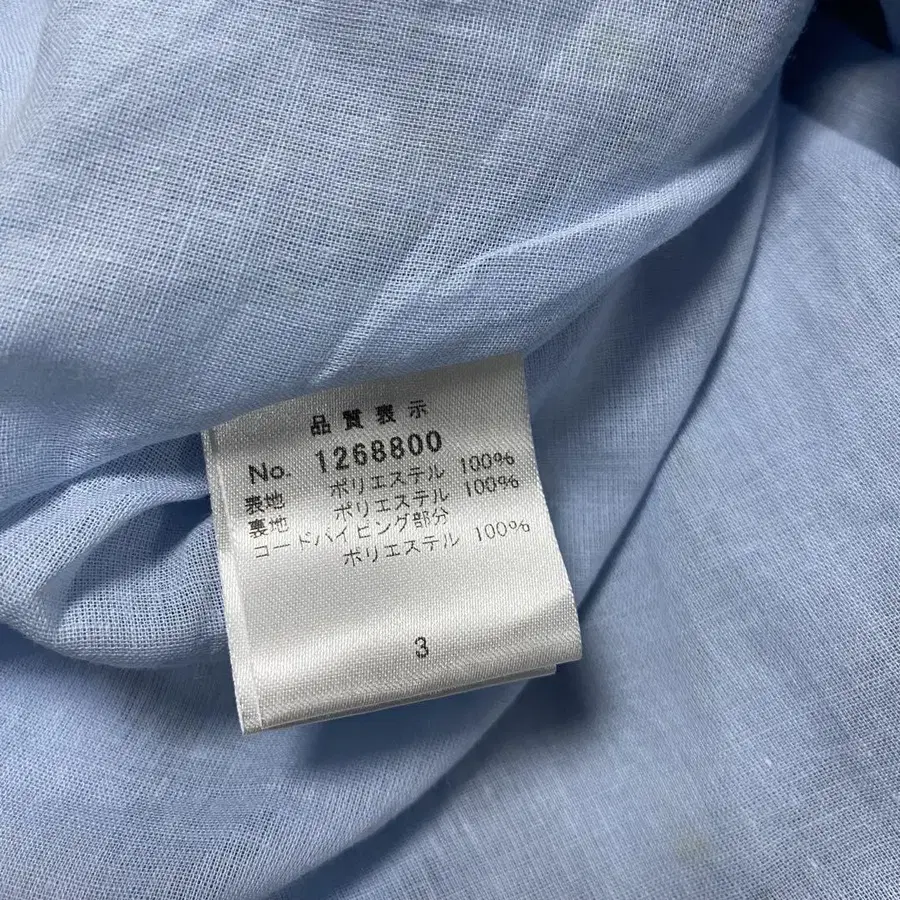 品質表示
No. 1268800
表地 ポリエステル 100%
裏地 ポリエステル 100%
コードパイピング部分
ポリエステル 100%
3